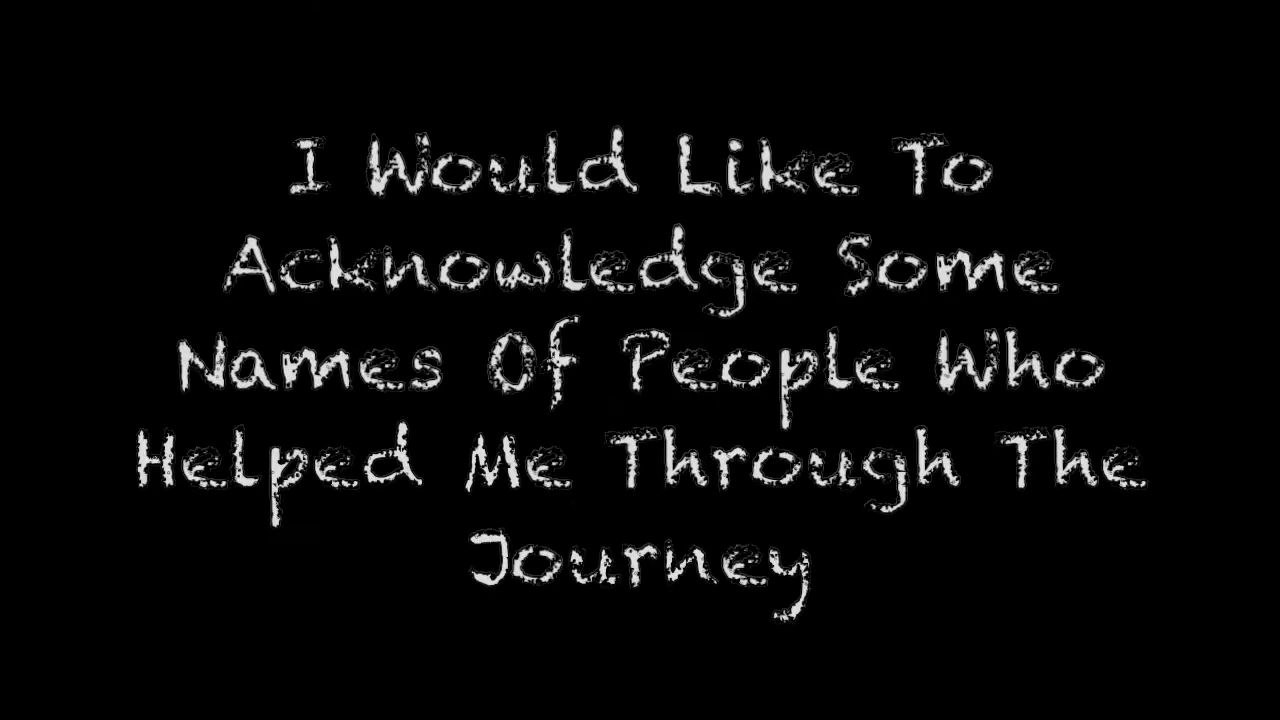 I Would Like To
Acknowledge Some
Names Of People Who
Helped Me Through The
Journey